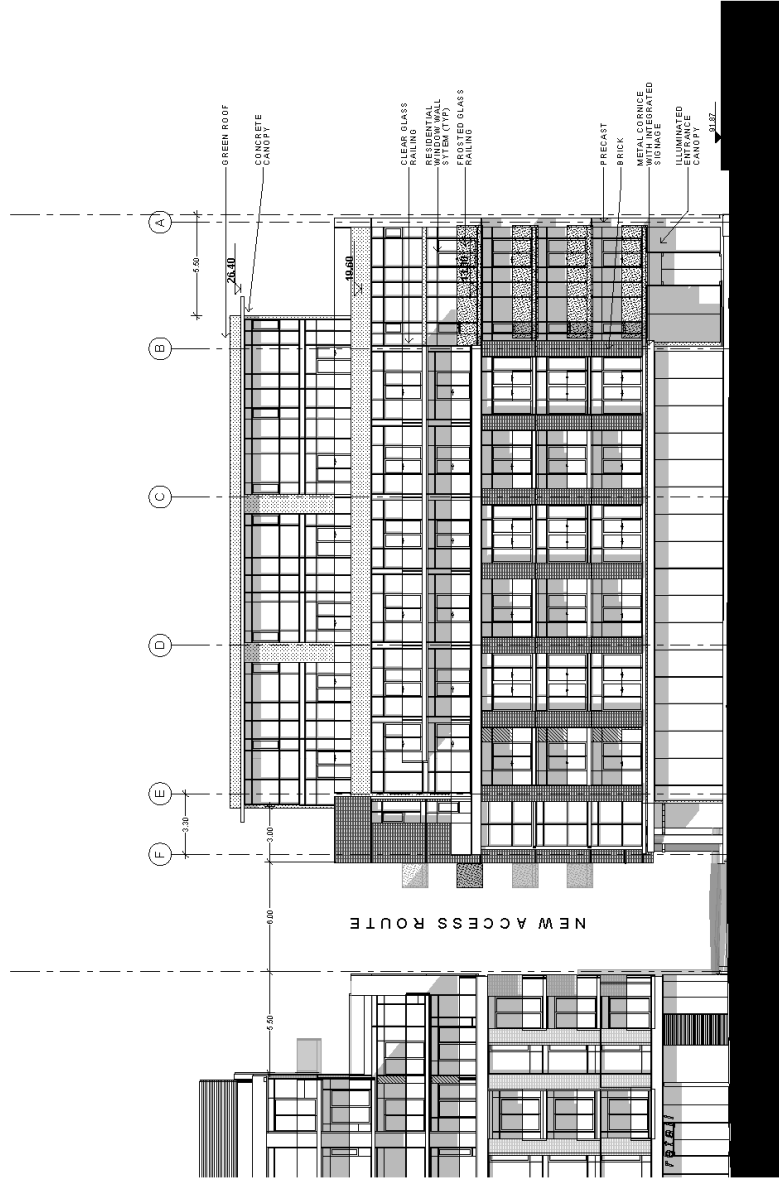 GREEN ROOF
CONCRETE
CANOPY
CLEAR GLASS
RAILING
RESIDENTIAL
WINDOW WALL
SYTEM (TYP)
FROSTED GLASS
RAILING
PRECAST
BRICK
METAL CORNICE
WITH INTEGRATED
SIGNAGE
ILLUMINATED
ENTRANCE
CANOPY
91.87
A
5.50
26.40
19.60
B
C
D
E
3.30
3.00
F
6.00
NEW ACCESS ROUTE
5.50
retail